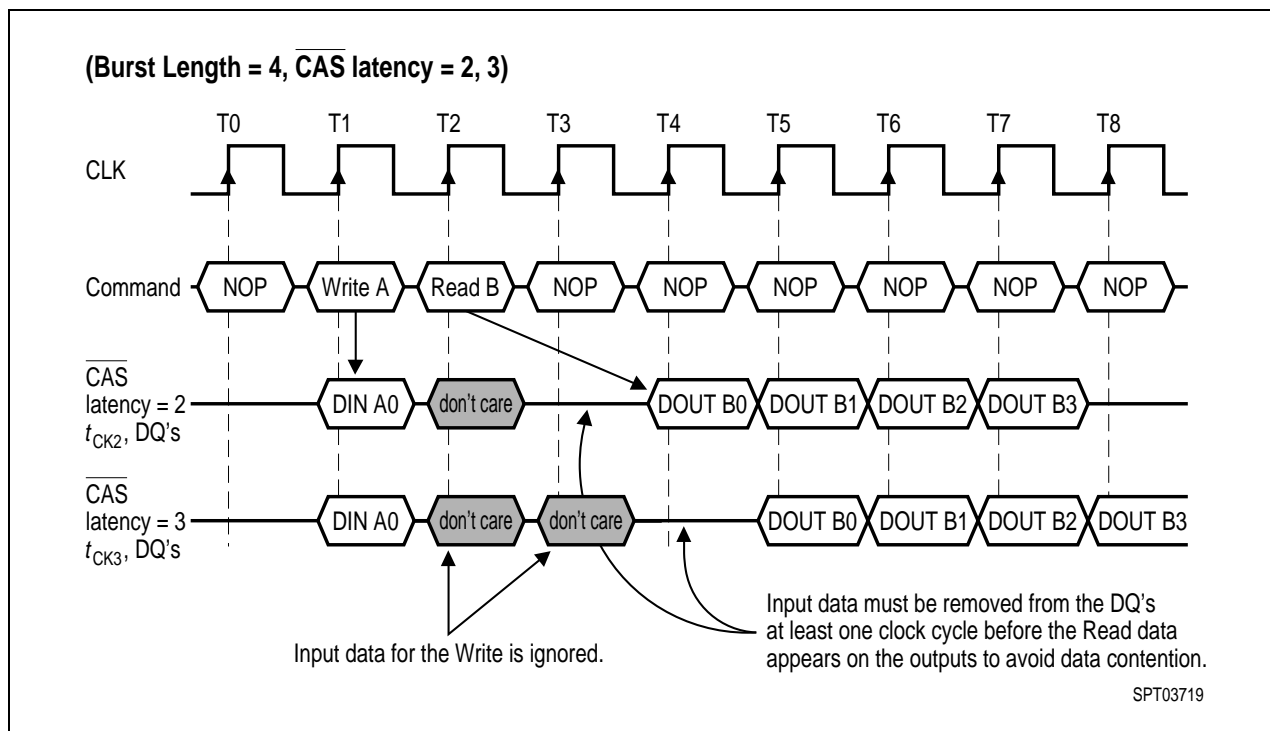 (Burst Length = 4, CAS latency = 2, 3)
T0 T1 T2 T3 T4 T5 T6 T7 T8
CLK
Command NOP Write A Read B NOP NOP NOP NOP NOP NOP
CAS
latency = 2 DIN A0 don't care DOUT B0 DOUT B1 DOUT B2 DOUT B3
tCK2, DQ's
CAS
latency = 3 DIN A0 don't care don't care DOUT B0 DOUT B1 DOUT B2 DOUT B3
tCK3, DQ's
Input data for the Write is ignored.
Input data must be removed from the DQ's
at least one clock cycle before the Read data
appears on the outputs to avoid data contention.
SPT03719